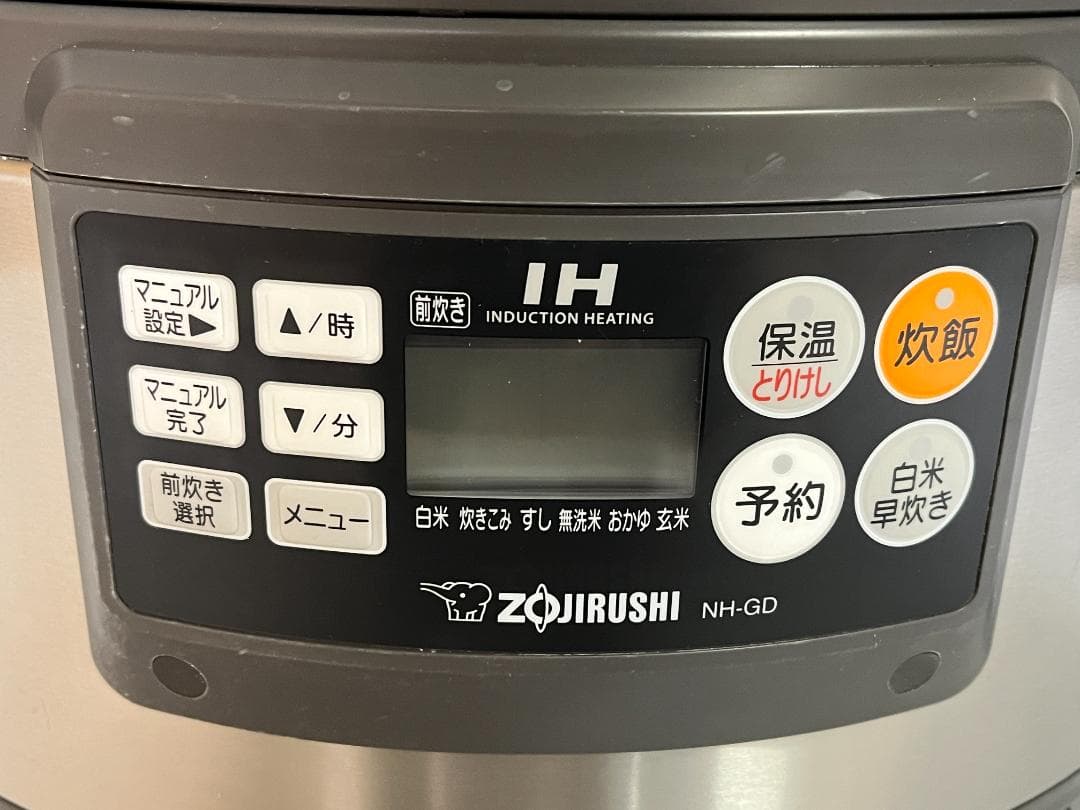 マニュアル
設定▶
▲/時
マニュアル
完了
▼/分
前炊き
選択
メニュー
前炊き
IH
INDUCTION HEATING
白米 炊きこみ すし 無洗米 おかゆ 玄米
保温
とりけし
炊飯
予約
白米
早炊き
ZOJIRUSHI NH-GD